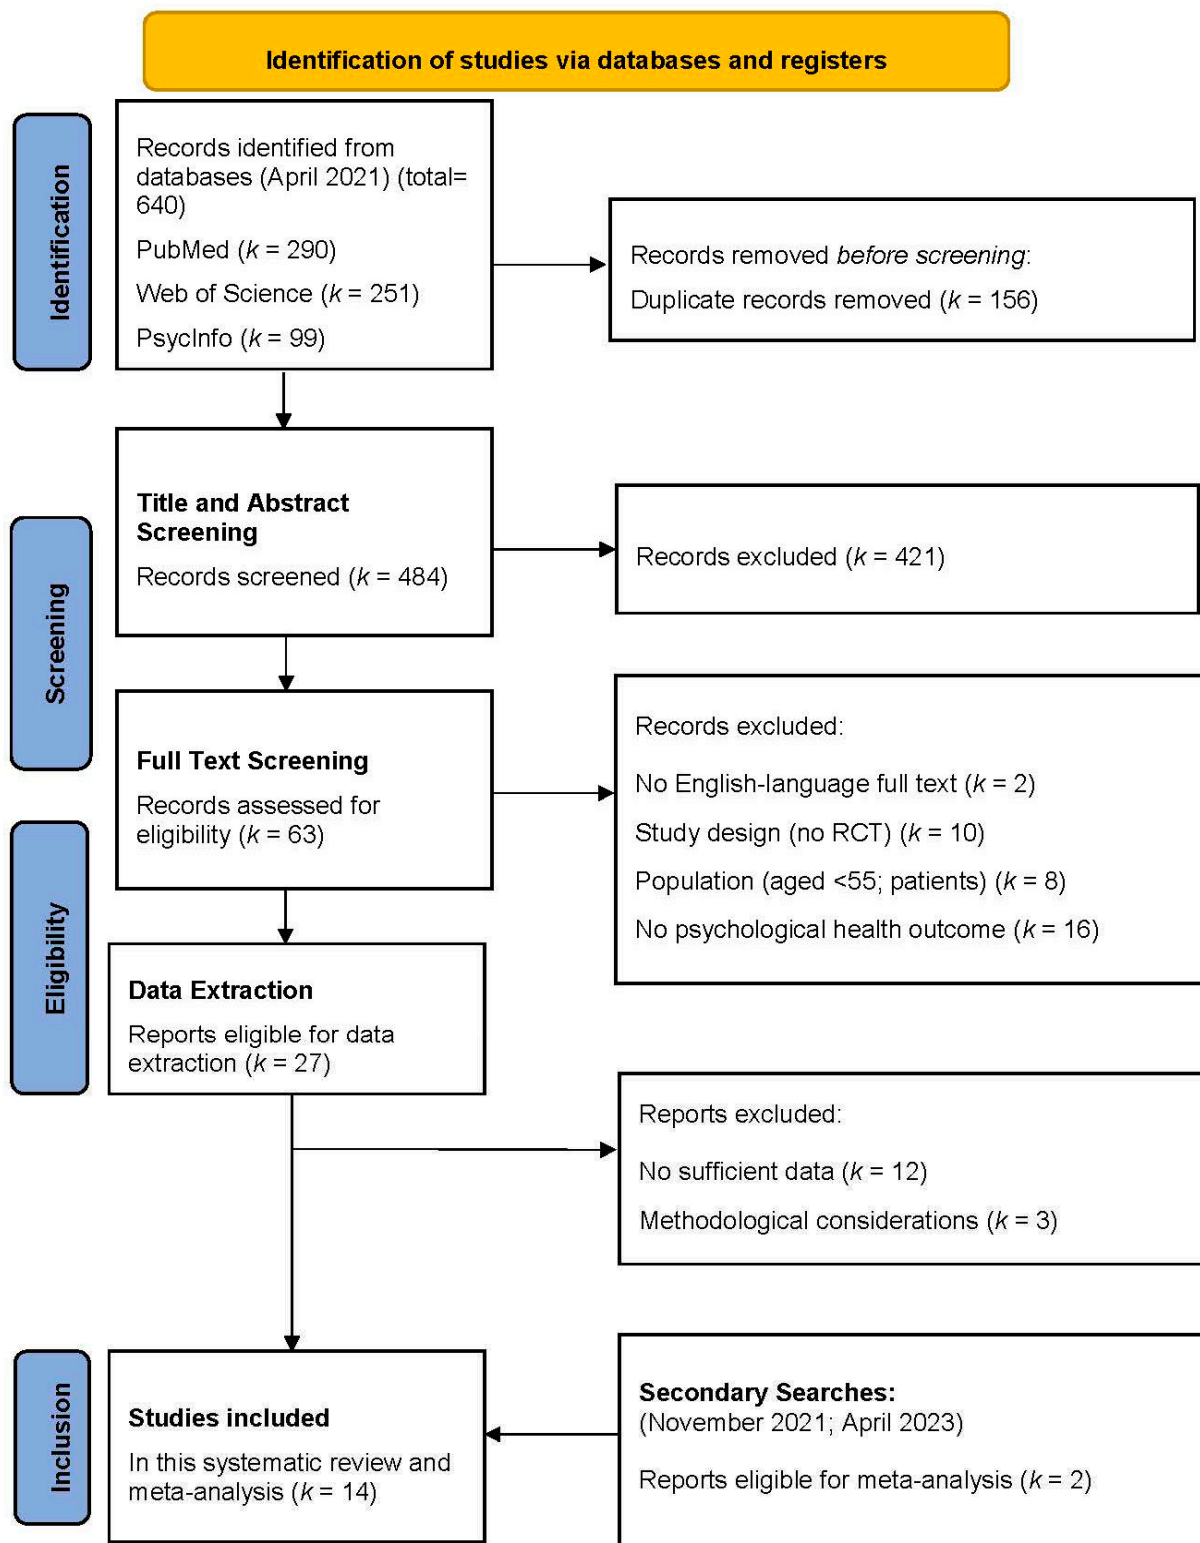 Identification of studies via databases and registers
Identification
Records identified from
databases (April 2021) (total=
640)
PubMed (k = 290)
Web of Science (k = 251)
PsycInfo (k = 99)
Records removed before screening:
Duplicate records removed (k = 156)
Screening
Title and Abstract
Screening
Records screened (k = 484)
Records excluded (k = 421)
Full Text Screening
Records assessed for
eligibility (k = 63)
Records excluded:
No English-language full text (k = 2)
Study design (no RCT) (k = 10)
Population (aged <55; patients) (k = 8)
No psychological health outcome (k = 16)
Eligibility
Data Extraction
Reports eligible for data
extraction (k = 27)
Reports excluded:
No sufficient data (k = 12)
Methodological considerations (k = 3)
Inclusion
Studies included
In this systematic review and
meta-analysis (k = 14)
Secondary Searches:
(November 2021; April 2023)
Reports eligible for meta-analysis (k = 2)